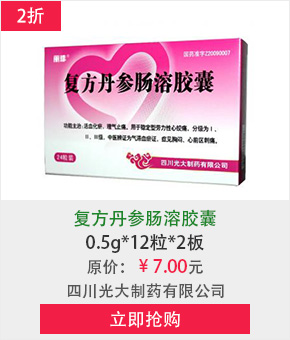 2折
国药准字Z20090007
复方丹参肠溶胶囊
功能主治：活血化瘀，理气止痛。用于稳定型劳力性心绞痛，分级为Ⅰ、
Ⅱ、Ⅲ级，中医辨证为气滞血瘀证，症见胸闷、心前区刺痛。
24粒装
四川光大制药有限公司
复方丹参肠溶胶囊
0.5g*12粒*2板
原价：￥7.00元
四川光大制药有限公司
立即抢购